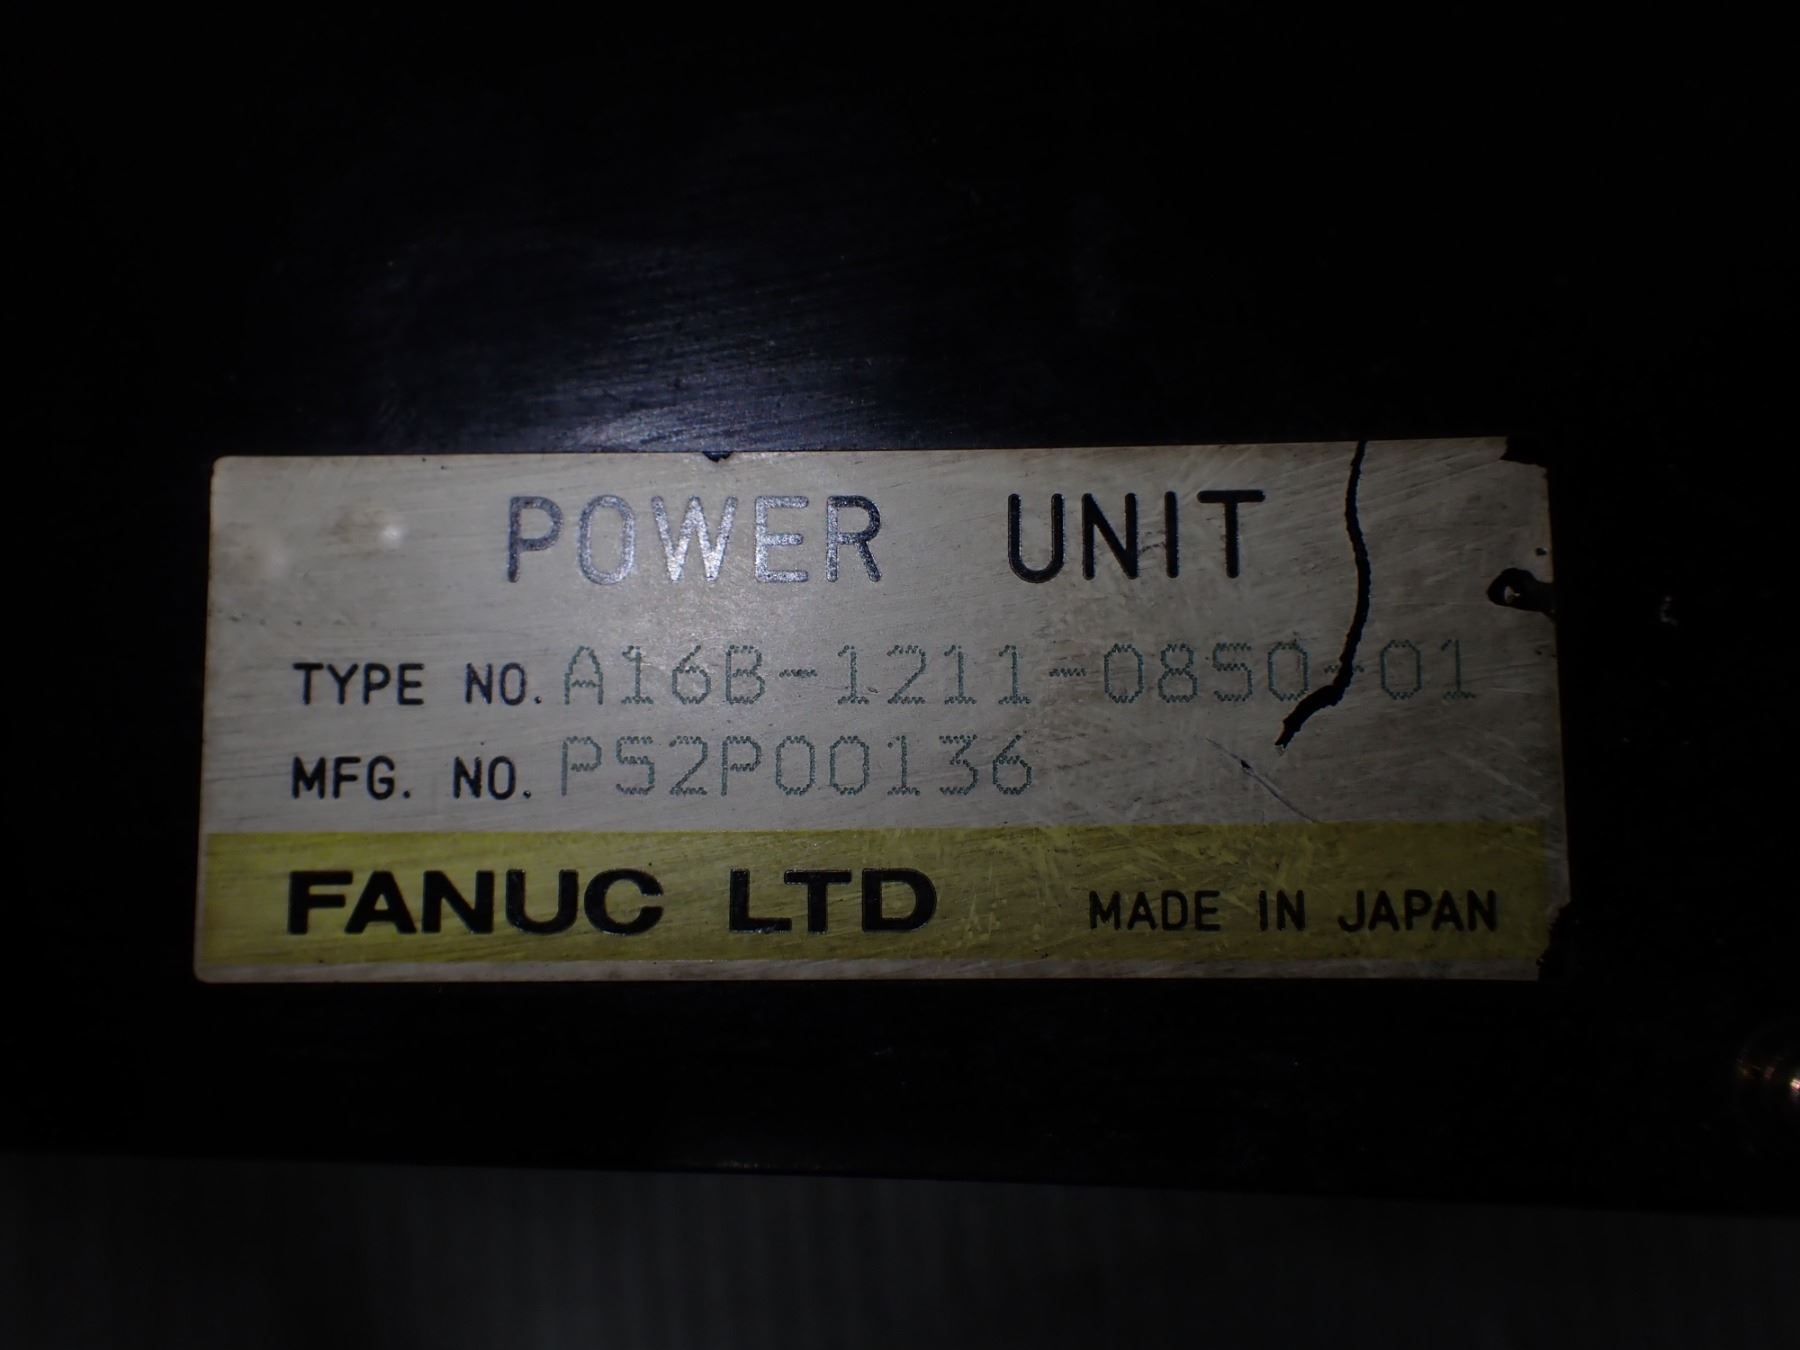 POWER UNIT
TYPE NO. A16B-1211-0850-01
MFG. NO. P52P00136
FANUC LTD MADE IN JAPAN